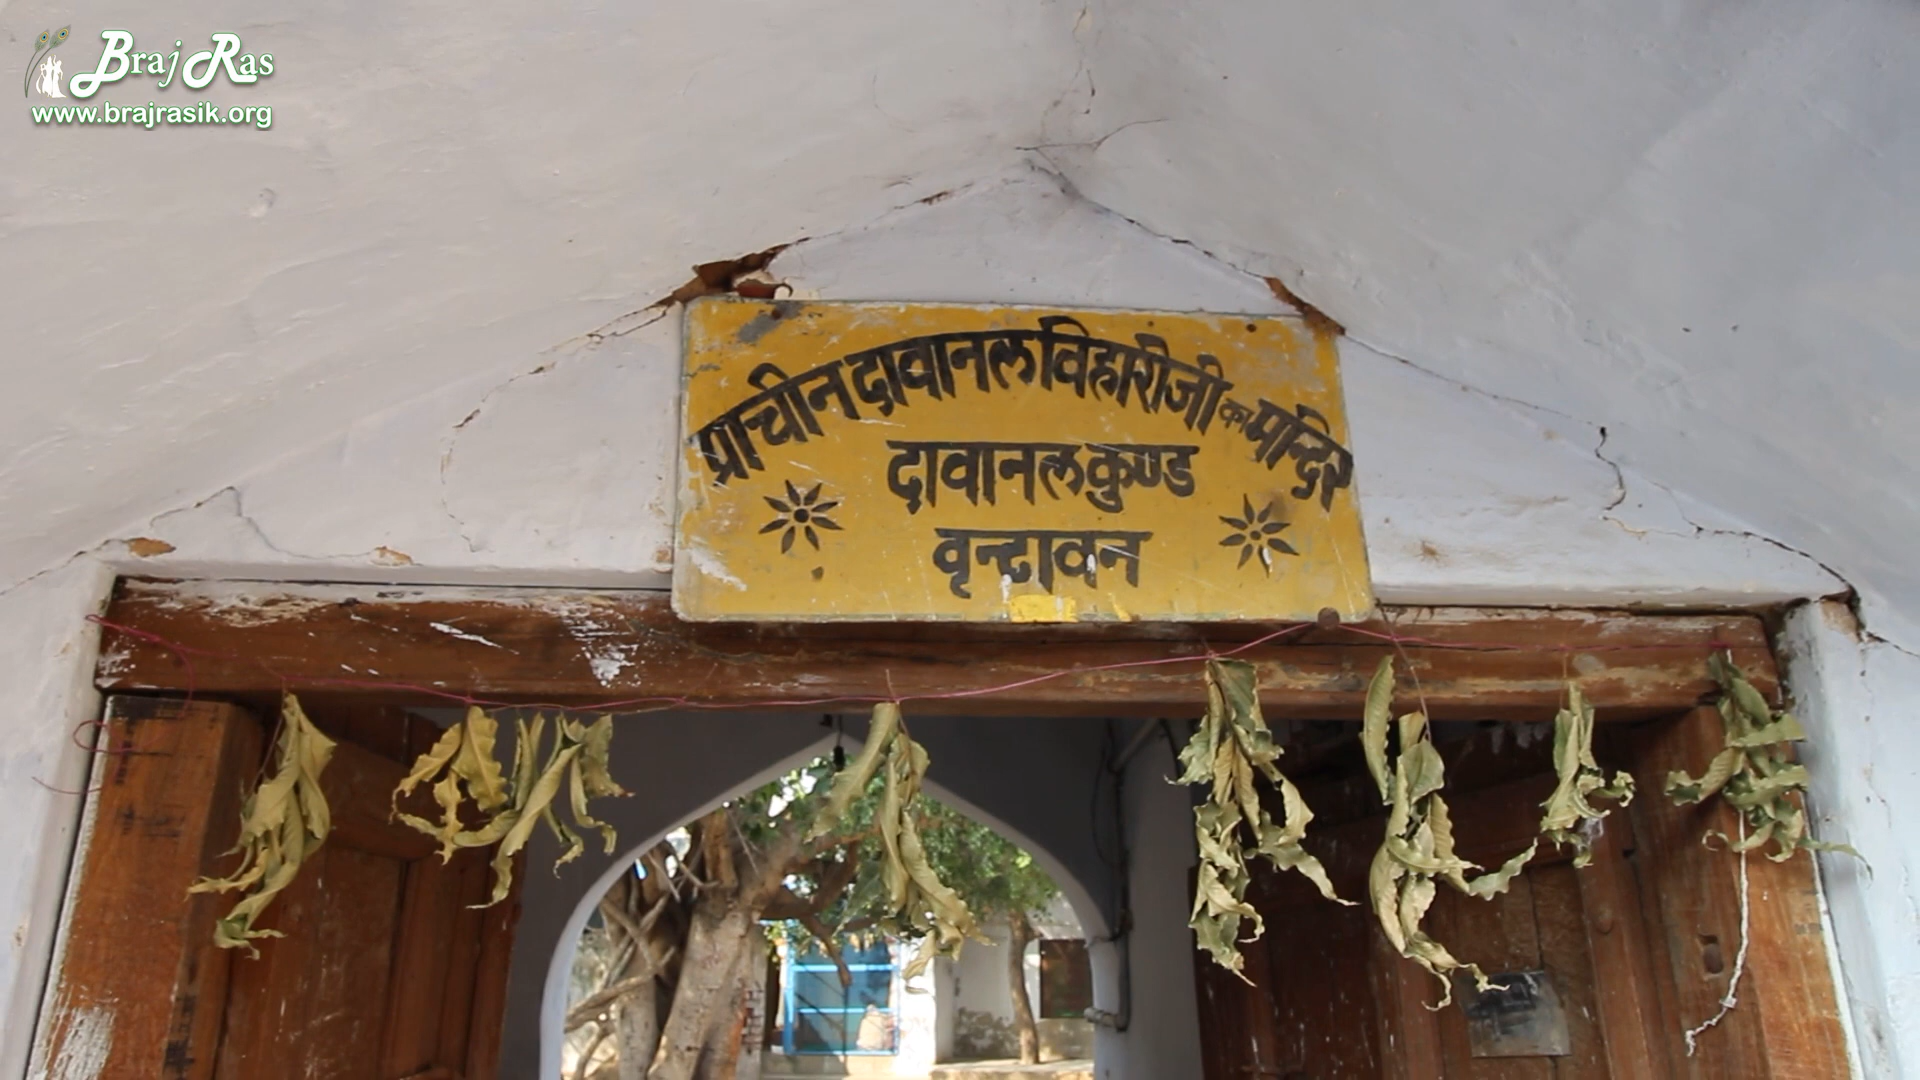 Braj Ras
www.brajrasik.org
प्राचीन दावानल विहारी जी का मन्दिर
दावानल कुण्ड
वृन्दावन